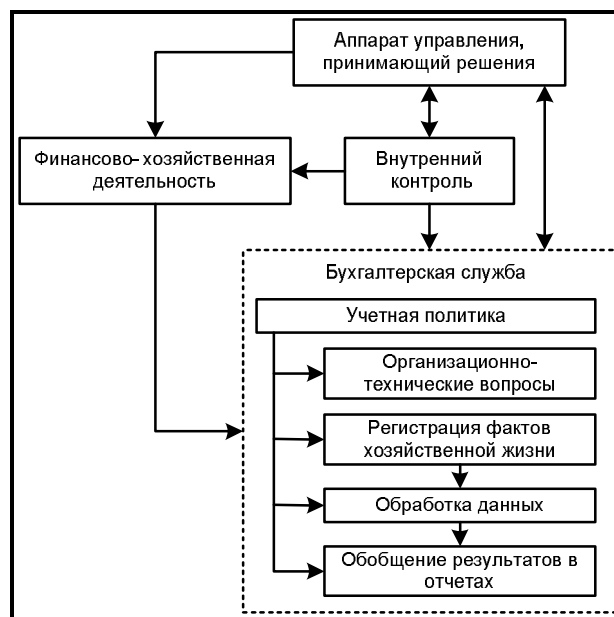 Аппарат управления,
принимающий решения
Финансово-хозяйственная
деятельность
Внутренний
контроль
Бухгалтерская служба
Учетная политика
Организационно-
технические вопросы
Регистрация фактов
хозяйственной жизни
Обработка данных
Обобщение результатов в
отчетах